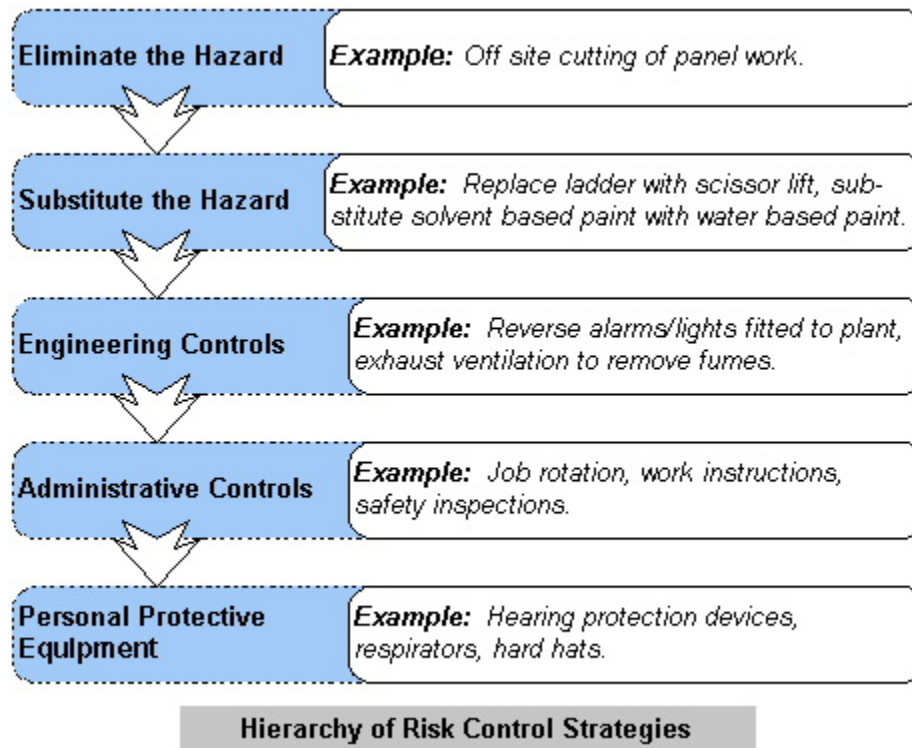 Eliminate the Hazard
Example: Off site cutting of panel work.
Substitute the Hazard
Example: Replace ladder with scissor lift, sub-
stitute solvent based paint with water based paint.
Engineering Controls
Example: Reverse alarms/lights fitted to plant,
exhaust ventilation to remove fumes.
Administrative Controls
Example: Job rotation, work instructions,
safety inspections.
Personal Protective
Equipment
Example: Hearing protection devices,
respirators, hard hats.
Hierarchy of Risk Control Strategies